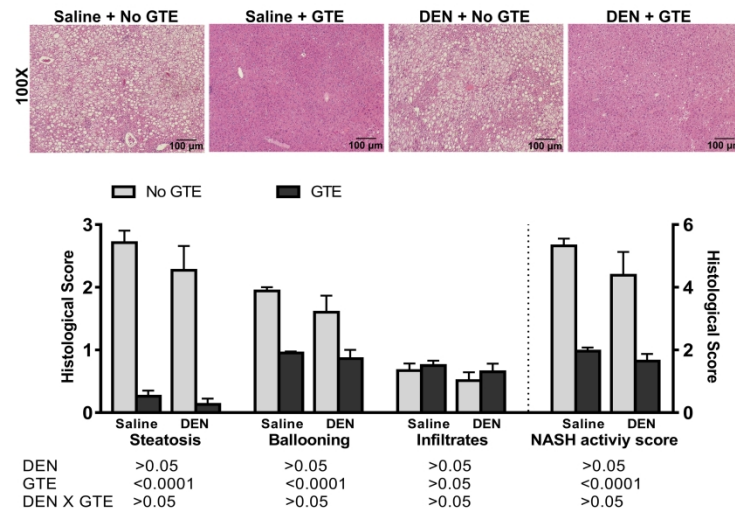 Saline + No GTE Saline + GTE DEN + No GTE DEN + GTE
100X
100 µm 100 µm 100 µm 100 µm
No GTE GTE
3 6
2 4
1 2
0 0
Histological Score
Histological Score
Saline DEN Saline DEN Saline DEN Saline DEN
Steatosis Ballooning Infiltrates NASH activiy score
DEN >0.05 >0.05 >0.05 >0.05
GTE <0.0001 <0.0001 >0.05 <0.0001
DEN X GTE >0.05 >0.05 >0.05 >0.05